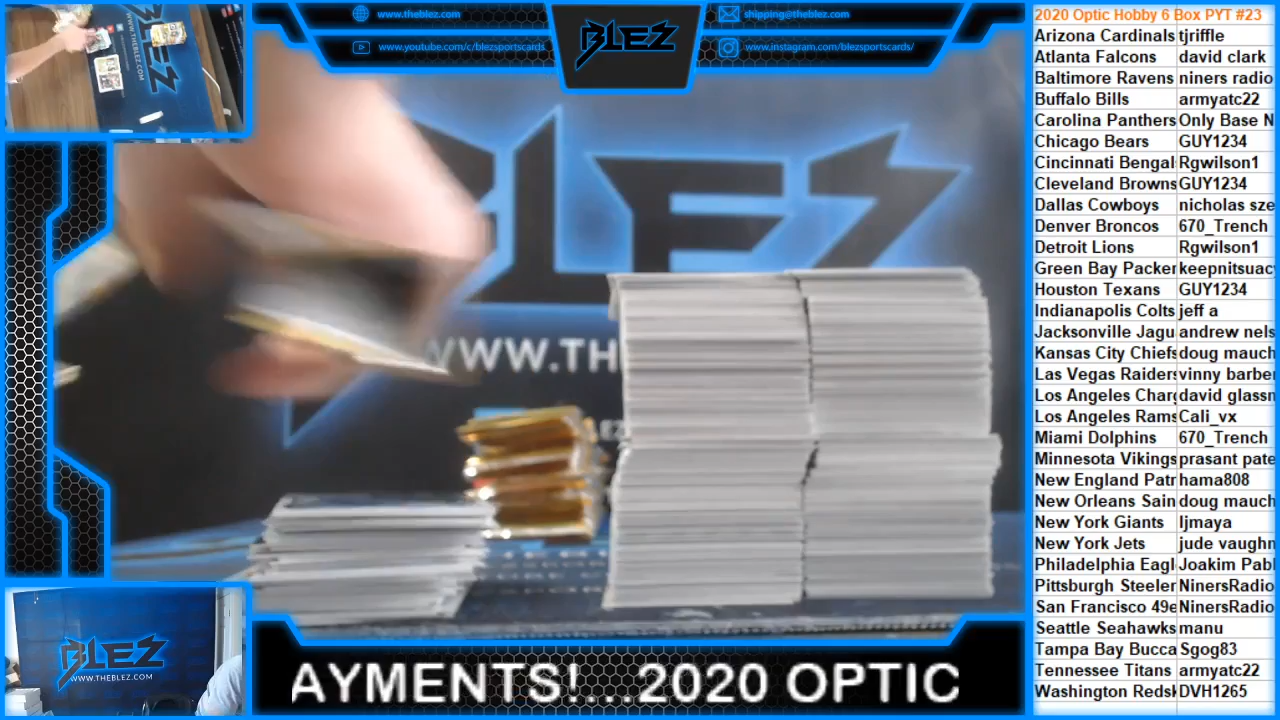 www.theblez.com
shipping@theblez.com
www.youtube.com/c/blezsportscards
www.instagram.com/blezsportscards/
BLEZ
BLEZ
WWW.TH
BLEZ
WWW.THEBLEZ.COM
AYMENTS!...2020 OPTIC
2020 Optic Hobby 6 Box PYT #23
Arizona Cardinals tjriffle
Atlanta Falcons david clark
Baltimore Ravens niners radio
Buffalo Bills armyatc22
Carolina Panthers Only Base N
Chicago Bears GUY1234
Cincinnati Bengal Rgwilson1
Cleveland Browns GUY1234
Dallas Cowboys nicholas sze
Denver Broncos 670_Trench
Detroit Lions Rgwilson1
Green Bay Packer keepnitsuac
Houston Texans GUY1234
Indianapolis Colts jeff a
Jacksonville Jagu andrew nels
Kansas City Chiefs doug mauch
Las Vegas Raiders vinny barber
Los Angeles Charg david glassn
Los Angeles Rams Cali_vx
Miami Dolphins 670_Trench
Minnesota Vikings prasant pate
New England Patr hama808
New Orleans Sain doug mauch
New York Giants ljmaya
New York Jets jude vaughn
Philadelphia Eagl Joakim Pabl
Pittsburgh Steeler NinersRadio
San Francisco 49e NinersRadio
Seattle Seahawks manu
Tampa Bay Bucca Sgog83
Tennessee Titans armyatc22
Washington Redsk DVH1265